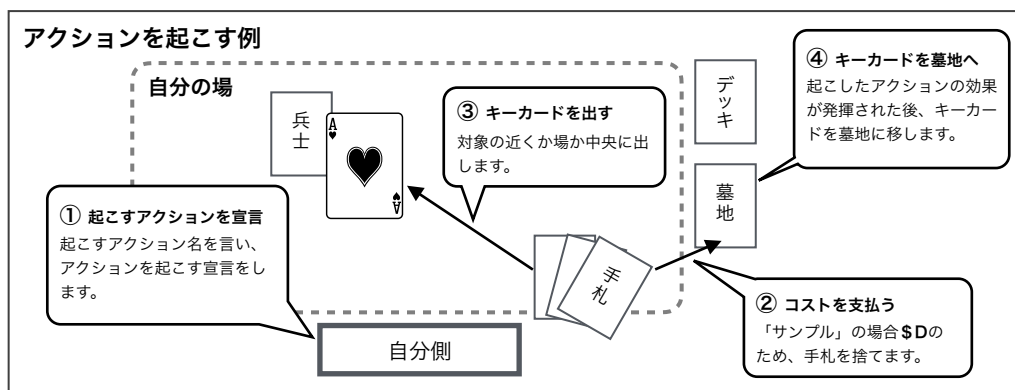 アクションを起こす例
自分の場
兵士
A
A
デッキ
墓地
手札
自分側
① 起こすアクションを宣言
起こすアクション名を言い、
アクションを起こす宣言をし
ます。
② コストを支払う
「サンプル」の場合$Dの
ため、手札を捨てます。
③ キーカードを出す
対象の近くか場か中央に出
します。
④ キーカードを墓地へ
起こしたアクションの効果
が発揮された後、キーカー
ドを墓地に移します。